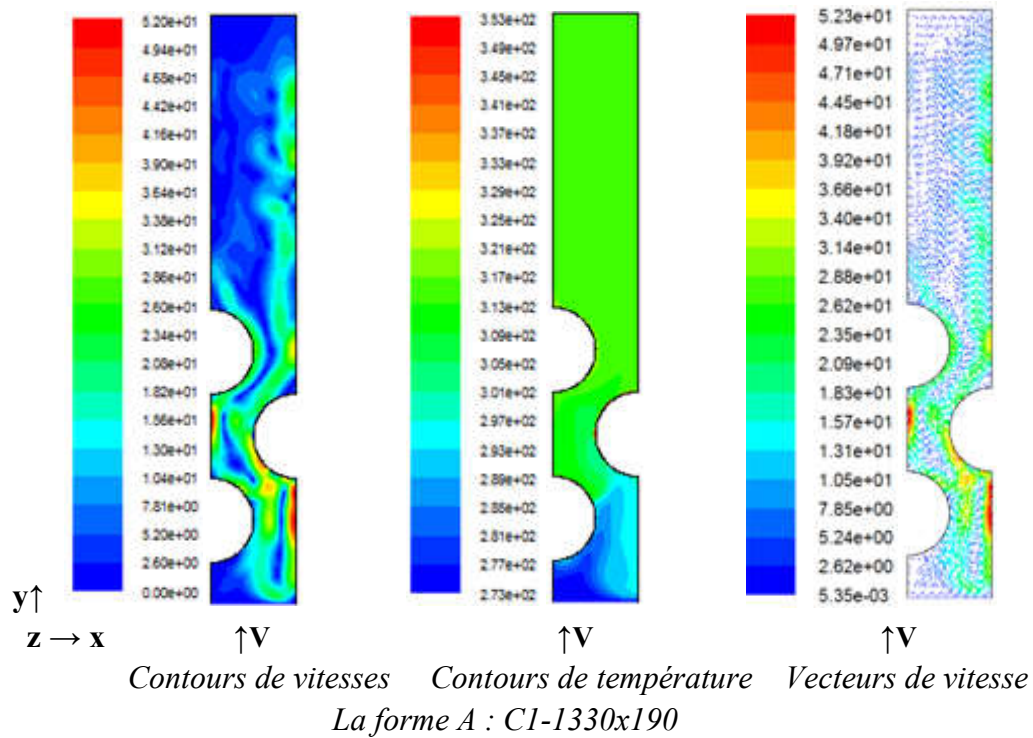 5.20e+01
4.94e+01
4.68e+01
4.42e+01
4.16e+01
3.90e+01
3.64e+01
3.38e+01
3.12e+01
2.86e+01
2.60e+01
2.34e+01
2.08e+01
1.82e+01
1.56e+01
1.30e+01
1.04e+01
7.81e+00
5.20e+00
2.60e+00
0.00e+00
3.53e+02
3.49e+02
3.45e+02
3.41e+02
3.37e+02
3.33e+02
3.29e+02
3.25e+02
3.21e+02
3.17e+02
3.13e+02
3.09e+02
3.05e+02
3.01e+02
2.97e+02
2.93e+02
2.89e+02
2.85e+02
2.81e+02
2.77e+02
2.73e+02
5.23e+01
4.97e+01
4.71e+01
4.45e+01
4.18e+01
3.92e+01
3.66e+01
3.40e+01
3.14e+01
2.88e+01
2.62e+01
2.35e+01
2.09e+01
1.83e+01
1.57e+01
1.31e+01
1.05e+01
7.85e+00
5.24e+00
2.62e+00
5.35e-03
y↑
z → x ↑V ↑V ↑V
Contours de vitesses Contours de température Vecteurs de vitesse
La forme A : C1-1330x190